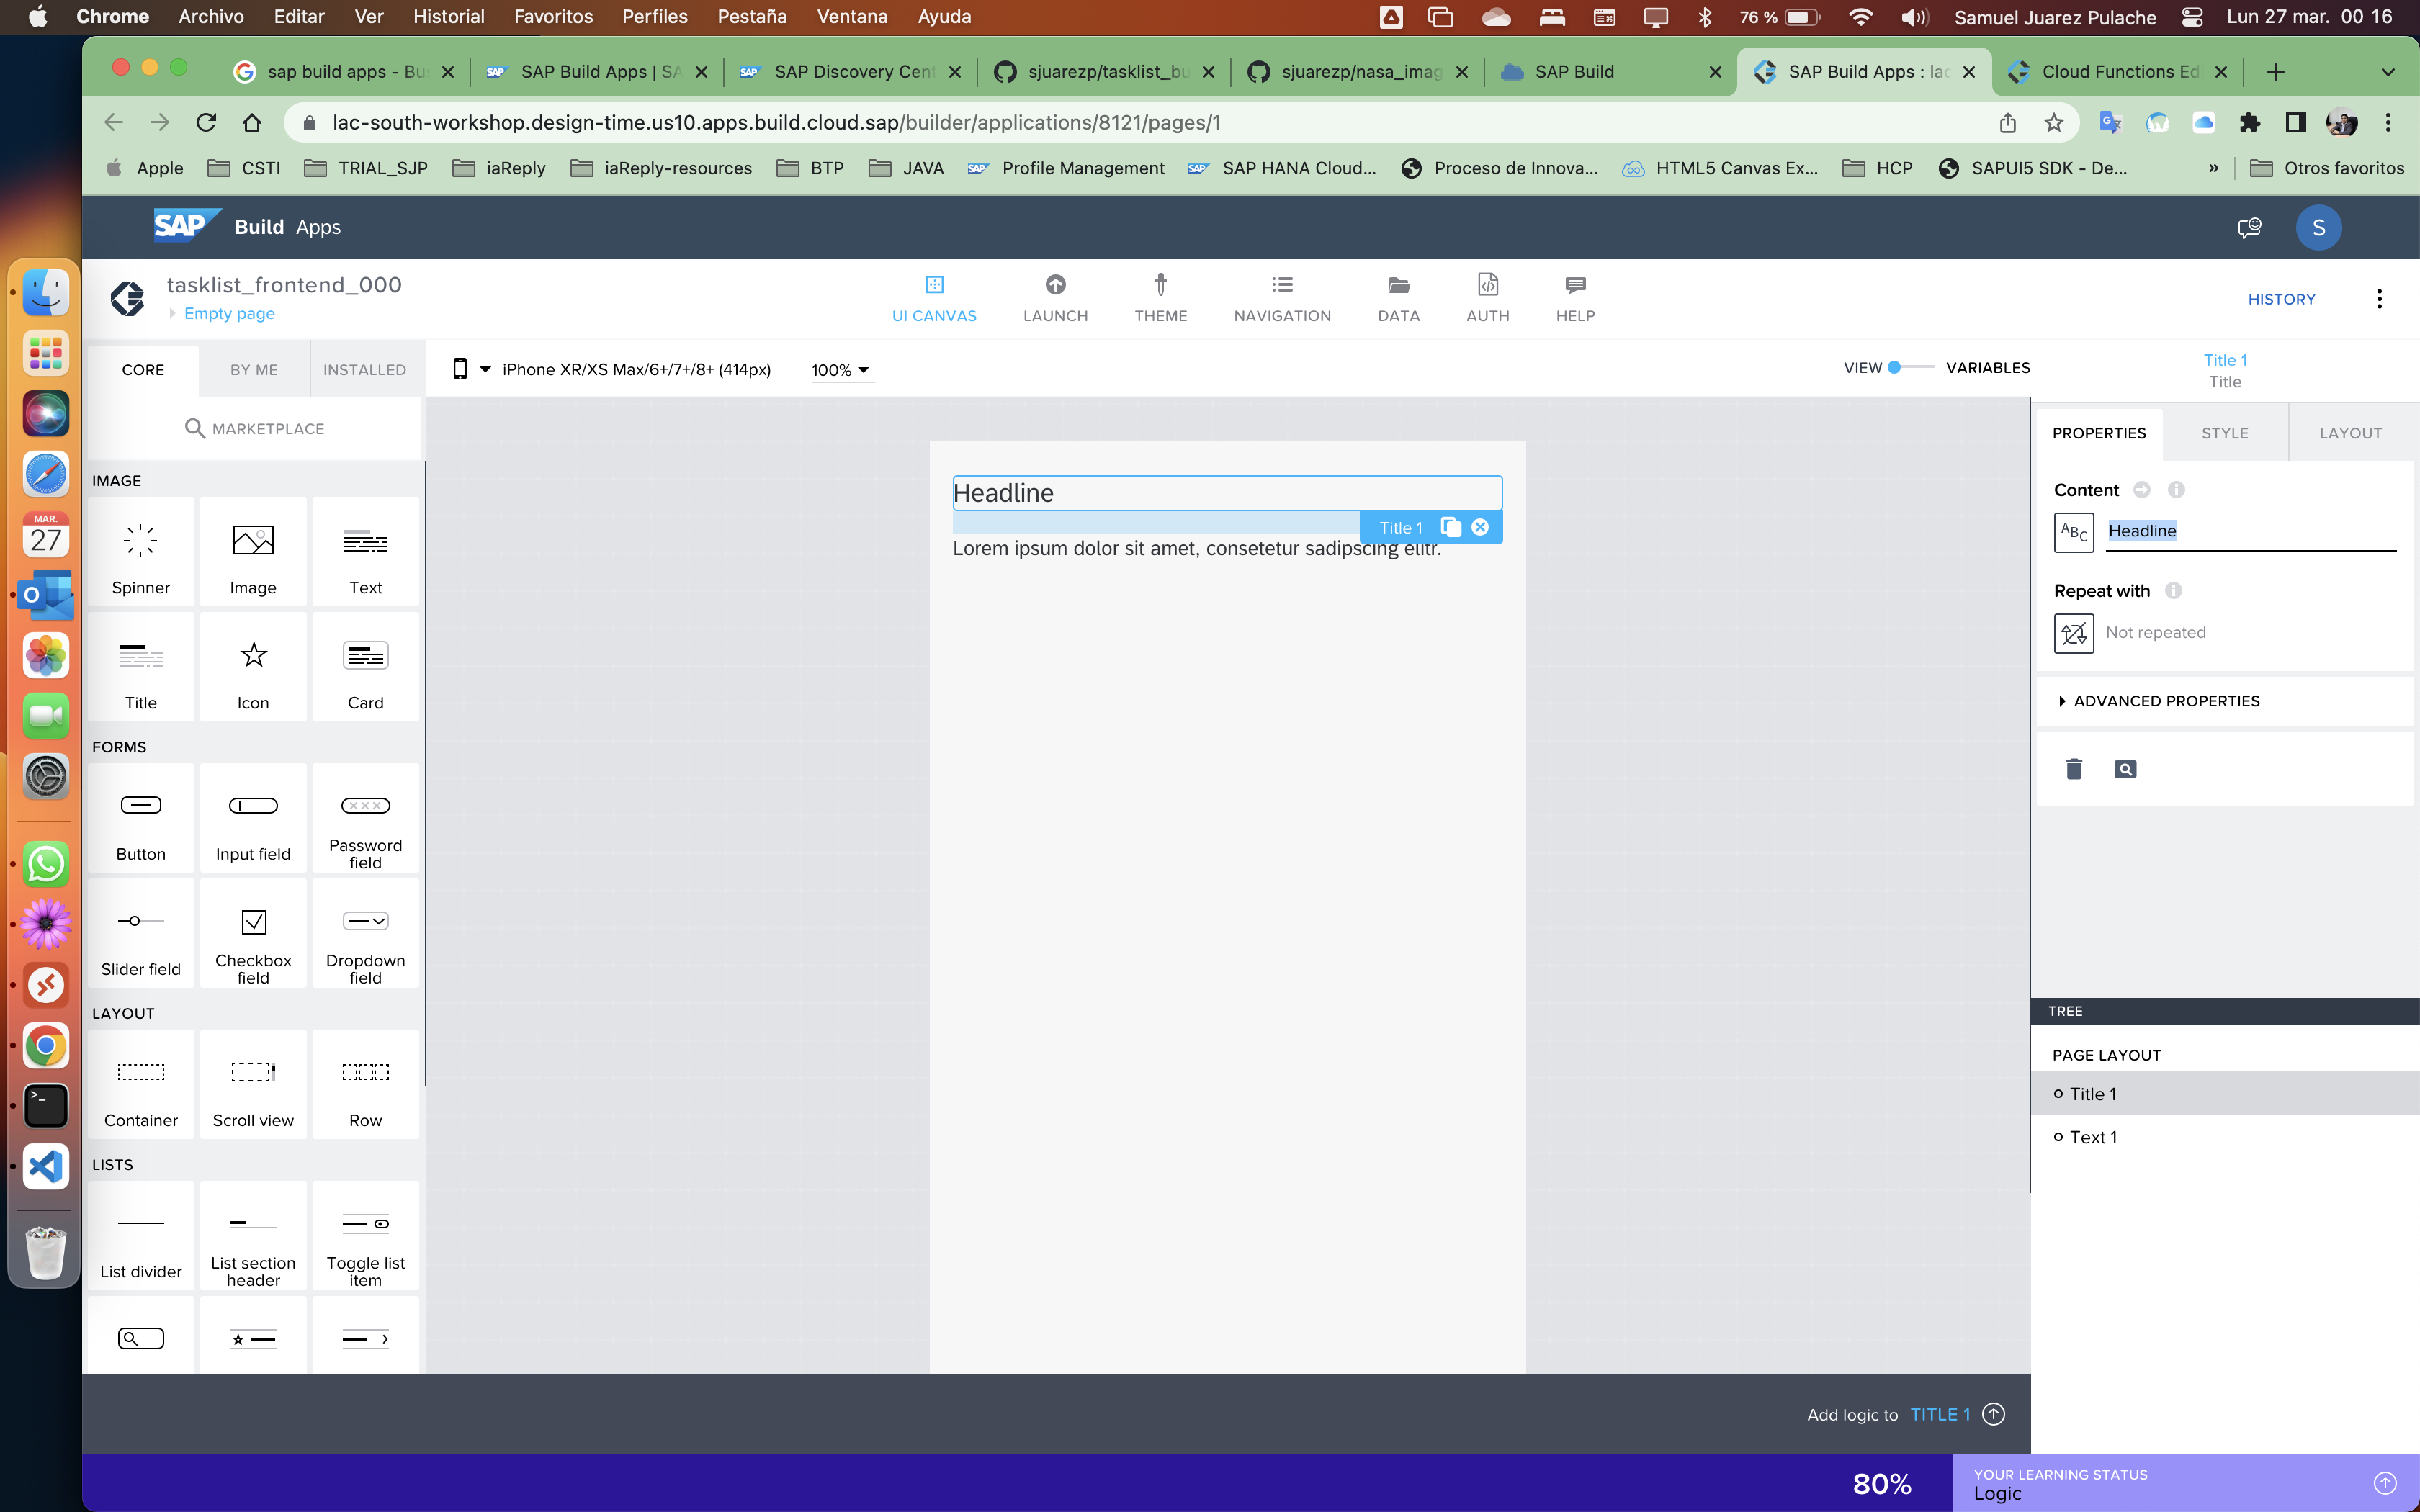 Chrome Archivo Editar Ver Historial Favoritos Perfiles Pestaña Ventana Ayuda 76 % Samuel Juarez Pulache Lun 27 mar. 00 16
sap build apps - Bu SAP Build Apps | SA SAP Discovery Cent sjuarezp/tasklist_bu sjuarezp/nasa_imag SAP Build SAP Build Apps : lac Cloud Functions Ed
lac-south-workshop.design-time.us10.apps.build.cloud.sap/builder/applications/8121/pages/1
Apple CSTI TRIAL_SJP iaReply iaReply-resources BTP JAVA Profile Management SAP HANA Cloud... Proceso de Innova... HTML5 Canvas Ex... HCP SAPUI5 SDK - De... » Otros favoritos
SAP Build Apps S
tasklist_frontend_000
Empty page
UI CANVAS LAUNCH THEME NAVIGATION DATA AUTH HELP
HISTORY
CORE BY ME INSTALLED
iPhone XR/XS Max/6+/7+/8+ (414px) 100%
VIEW VARIABLES
Title 1
Title
MARKETPLACE
PROPERTIES STYLE LAYOUT
IMAGE
Spinner Image Text
Title Icon Card
FORMS
Button Input field Password field
Slider field Checkbox field Dropdown field
LAYOUT
Container Scroll view Row
LISTS
List divider List section header Toggle list item
Headline
Title 1
Lorem ipsum dolor sit amet, consetetur sadipscing elitr.
Content
ABC Headline
Repeat with
Not repeated
ADVANCED PROPERTIES
TREE
PAGE LAYOUT
Title 1
Text 1
Add logic to TITLE 1
80%
YOUR LEARNING STATUS
Logic
MAR.
27